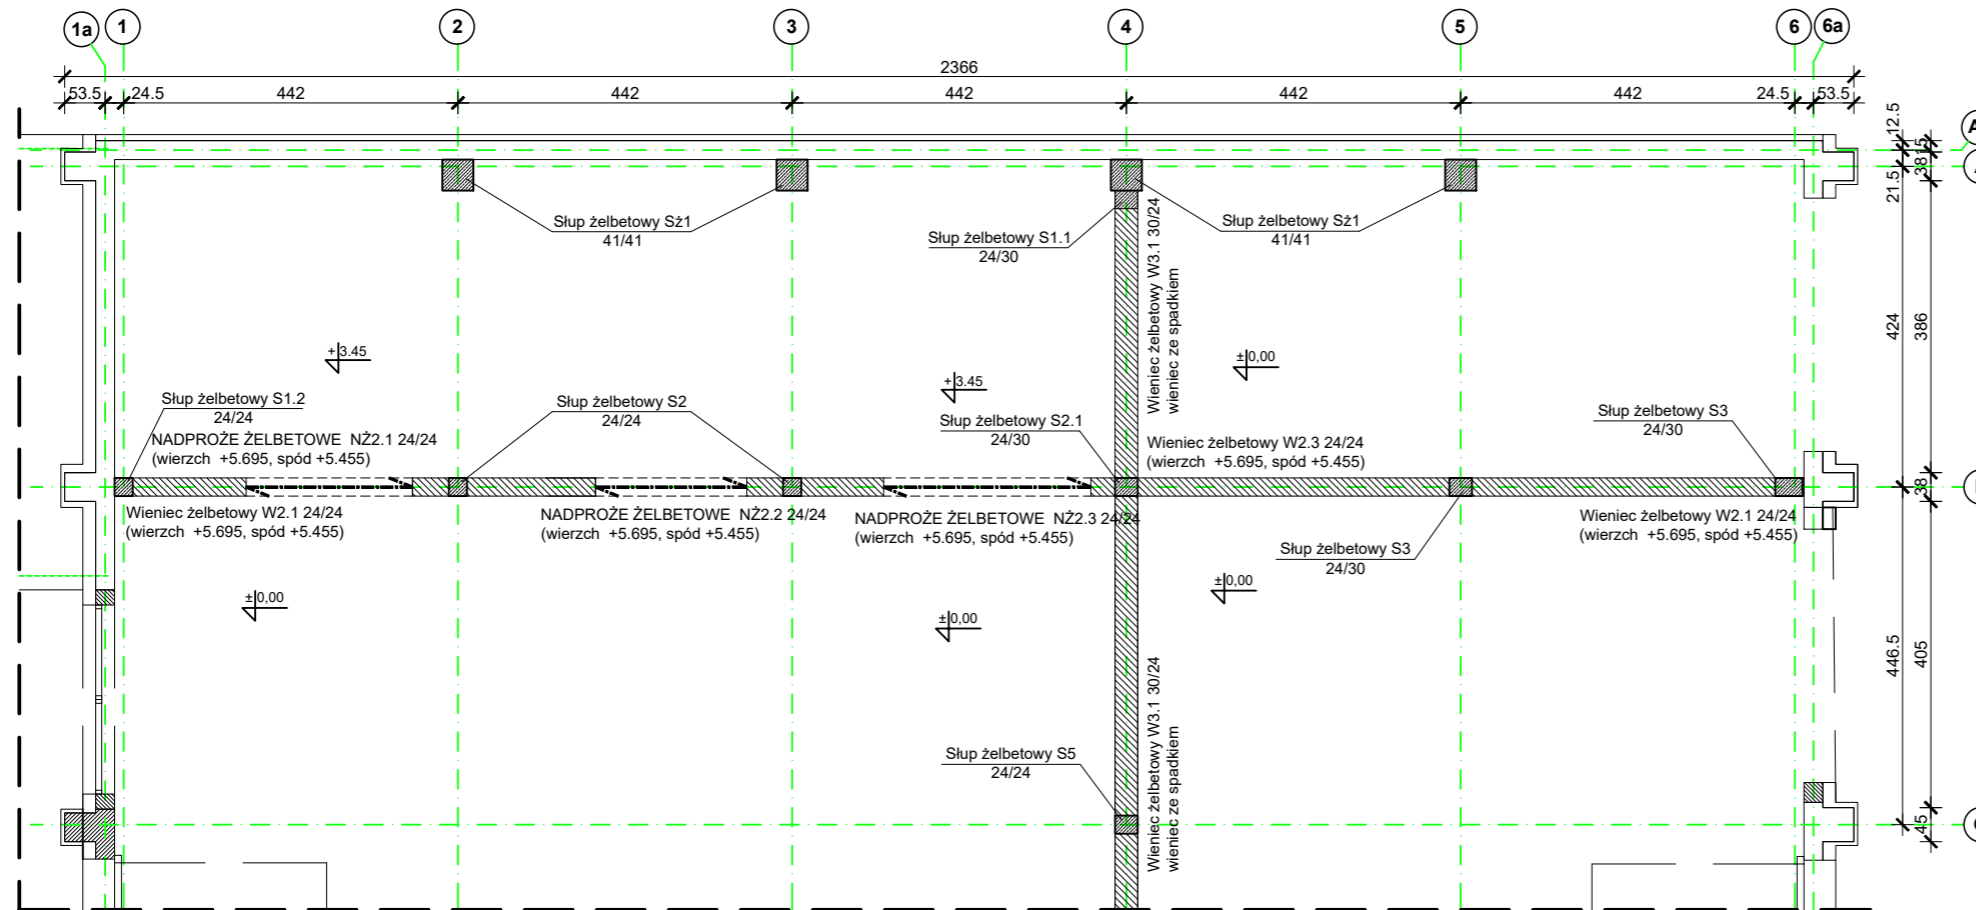 1a
1
2
3
4
5
6
6a
2366
53.5
24.5
442
442
442
442
442
24.5
53.5
12.5
5
38
21.5
A
Słup żelbetowy Sż1
41/41
Słup żelbetowy S1.1
24/30
Słup żelbetowy Sż1
41/41
Wieniec żelbetowy W3.1 30/24
wieniec ze spadkiem
424
386
+3.45
+3.45
±0,00
Słup żelbetowy S1.2
24/24
Słup żelbetowy S2
24/24
Słup żelbetowy S2.1
24/30
Słup żelbetowy S3
24/30
NADPROŻE ŻELBETOWE NŻ2.1 24/24
(wierzch +5.695, spód +5.455)
Wieniec żelbetowy W2.3 24/24
(wierzch +5.695, spód +5.455)
38
Wieniec żelbetowy W2.1 24/24
(wierzch +5.695, spód +5.455)
NADPROŻE ŻELBETOWE NŻ2.2 24/24
(wierzch +5.695, spód +5.455)
NADPROŻE ŻELBETOWE NŻ2.3 24/24
(wierzch +5.695, spód +5.455)
Wieniec żelbetowy W2.1 24/24
(wierzch +5.695, spód +5.455)
Słup żelbetowy S3
24/30
±0,00
±0,00
±0,00
446.5
405
Słup żelbetowy S5
24/24
Wieniec żelbetowy W3.1 30/24
wieniec ze spadkiem
45